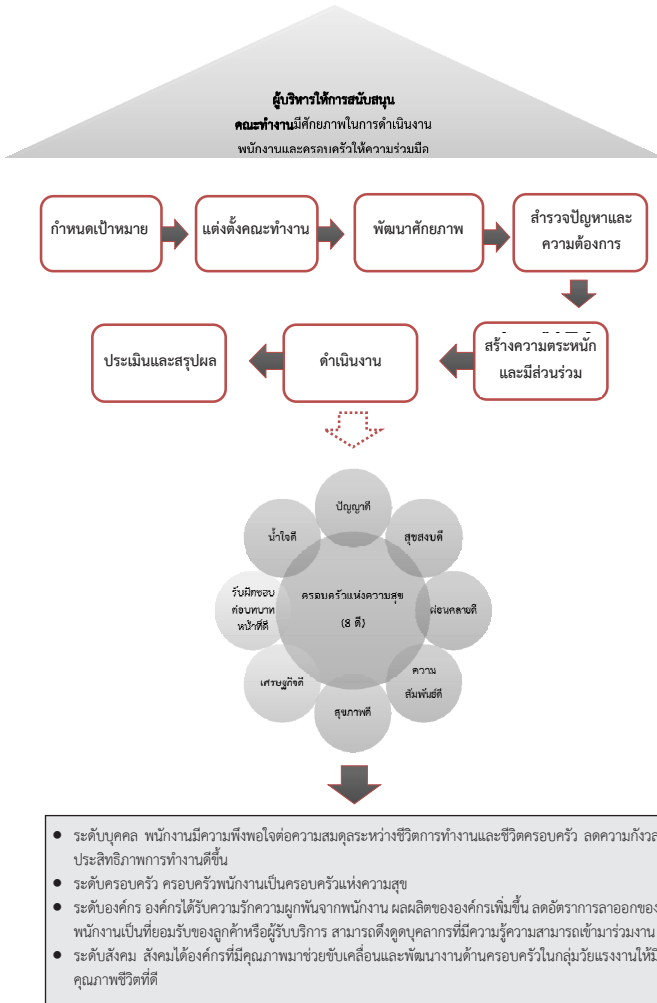 ผู้บริหารให้การสนับสนุน
คณะทำงานมีศักยภาพในการดำเนินงาน
พนักงานและครอบครัวให้ความร่วมมือ
กำหนดเป้าหมาย
แต่งตั้งคณะทำงาน
พัฒนาศักยภาพ
สำรวจปัญหาและ
ความต้องการ
สร้างความตระหนัก
และมีส่วนร่วม
ดำเนินงาน
ประเมินและสรุปผล
ปัญญาดี
สุขสงบดี
ผ่อนคลายดี
ความ
สัมพันธ์ดี
สุขภาพดี
เศรษฐกิจดี
รับผิดชอบ
ต่อบทบาท
หน้าที่ดี
น้ำใจดี
ครอบครัวแห่งความสุข
(8 ดี)
● ระดับบุคคล พนักงานมีความพึงพอใจต่อความสมดุลระหว่างชีวิตการทำงานและชีวิตครอบครัว ลดความกังวล
ประสิทธิภาพการทำงานดีขึ้น
● ระดับครอบครัว ครอบครัวพนักงานเป็นครอบครัวแห่งความสุข
● ระดับองค์กร องค์กรได้รับความรักความผูกพันจากพนักงาน ผลผลิตขององค์กรเพิ่มขึ้น ลดอัตราการลาออกของ
พนักงานเป็นที่ยอมรับของลูกค้าหรือผู้รับบริการ สามารถดึงดูดบุคลากรที่มีความรู้ความสามารถเข้ามาร่วมงาน
● ระดับสังคม สังคมได้องค์กรที่มีคุณภาพมาช่วยขับเคลื่อนและพัฒนางานด้านครอบครัวในกลุ่มวัยแรงงานให้มี
คุณภาพชีวิตที่ดี